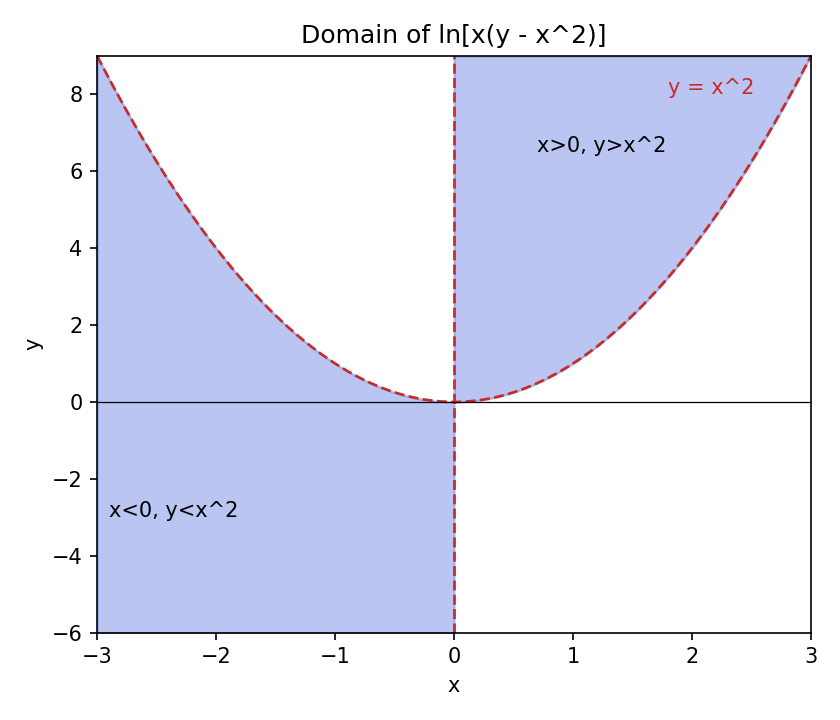 Domain of ln[x(y - x^2)]
y = x^2
8
x>0, y>x^2
6
4
2
y
0
−2
x<0, y<x^2
−4
−6
−3
−2
−1
0
1
2
3
x